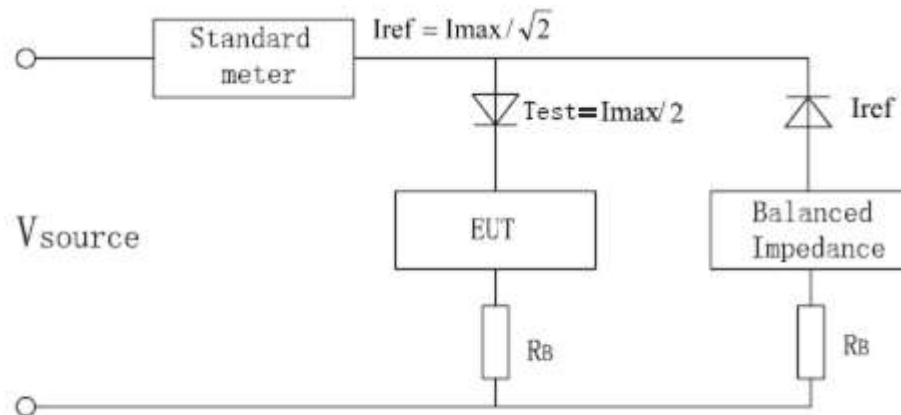 Standard
meter
Iref = Imax/√2
Test=Imax/2
Iref
Vsource
EUT
Balanced
Impedance
RB
RB